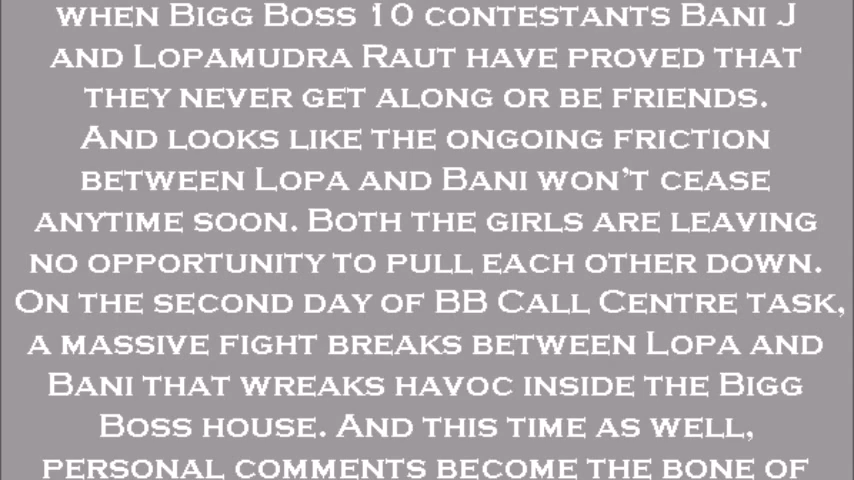 when Bigg Boss 10 contestants Bani J
and Lopamudra Raut have proved that
they never get along or be friends.
And looks like the ongoing friction
between Lopa and Bani won't cease
anytime soon. Both the girls are leaving
no opportunity to pull each other down.
On the second day of BB Call Centre task,
a massive fight breaks between Lopa and
Bani that wreaks havoc inside the Bigg
Boss house. And this time as well,
personal comments become the bone of